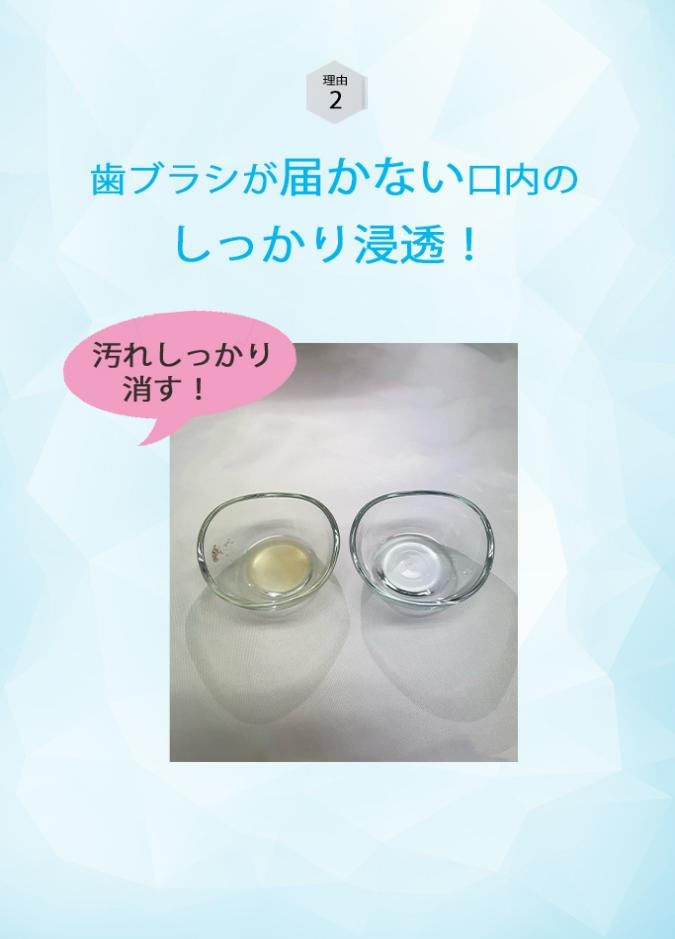 理由
2
歯ブラシが届かない口内の
しっかり浸透！
汚れしっかり
消す！